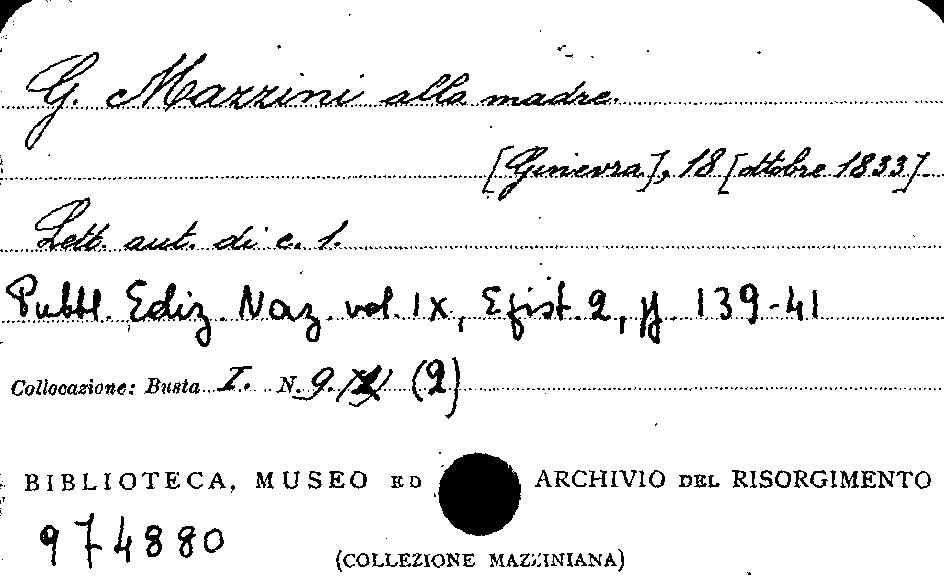 G. Mazzini alla madre.
[Ginevra], 18 [ottobre 1833].
Lett. aut. di c. 1.
Pubbl. Ediz. Naz. vol. IX, Epist. 2, pp. 139-41
Collocazione: Busta I. N. 9. (2)
BIBLIOTECA, MUSEO ED ARCHIVIO DEL RISORGIMENTO
974880
(COLLEZIONE MAZZINIANA)